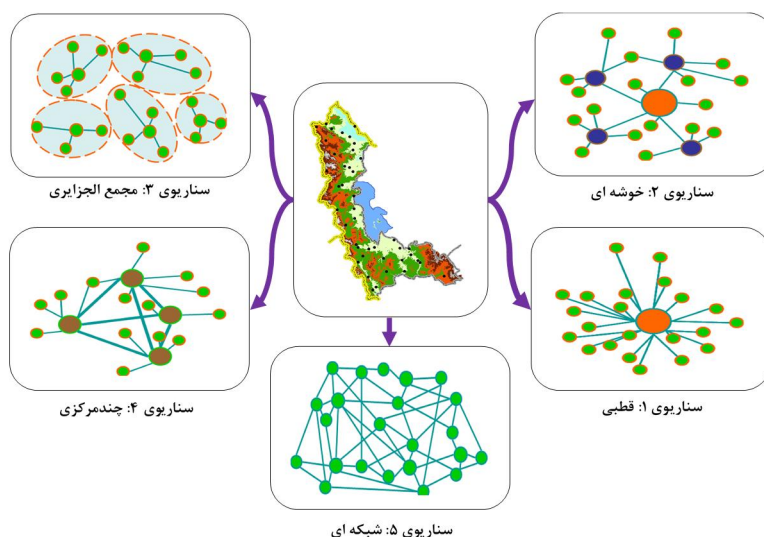 سناریوی ۲: خوشه ای
سناریوی ۳: مجمع الجزایری
سناریوی ۱: قطبی
سناریوی ۴: چندمرکزی
سناریوی ۵: شبکه ای